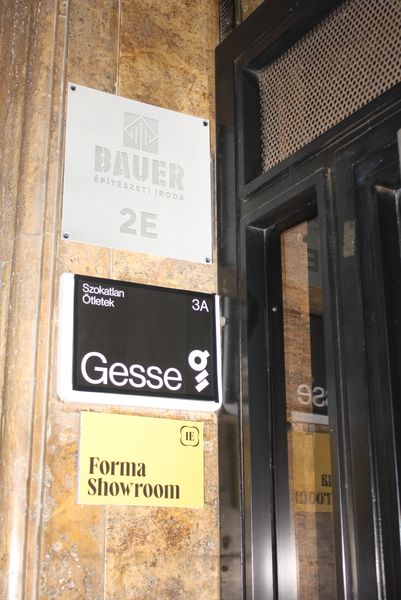 BAUER
ÉPÍTÉSZETI IRODA
2E
Szokatlan
Ötletek
3A
Gesse
1E
Forma
Showroom